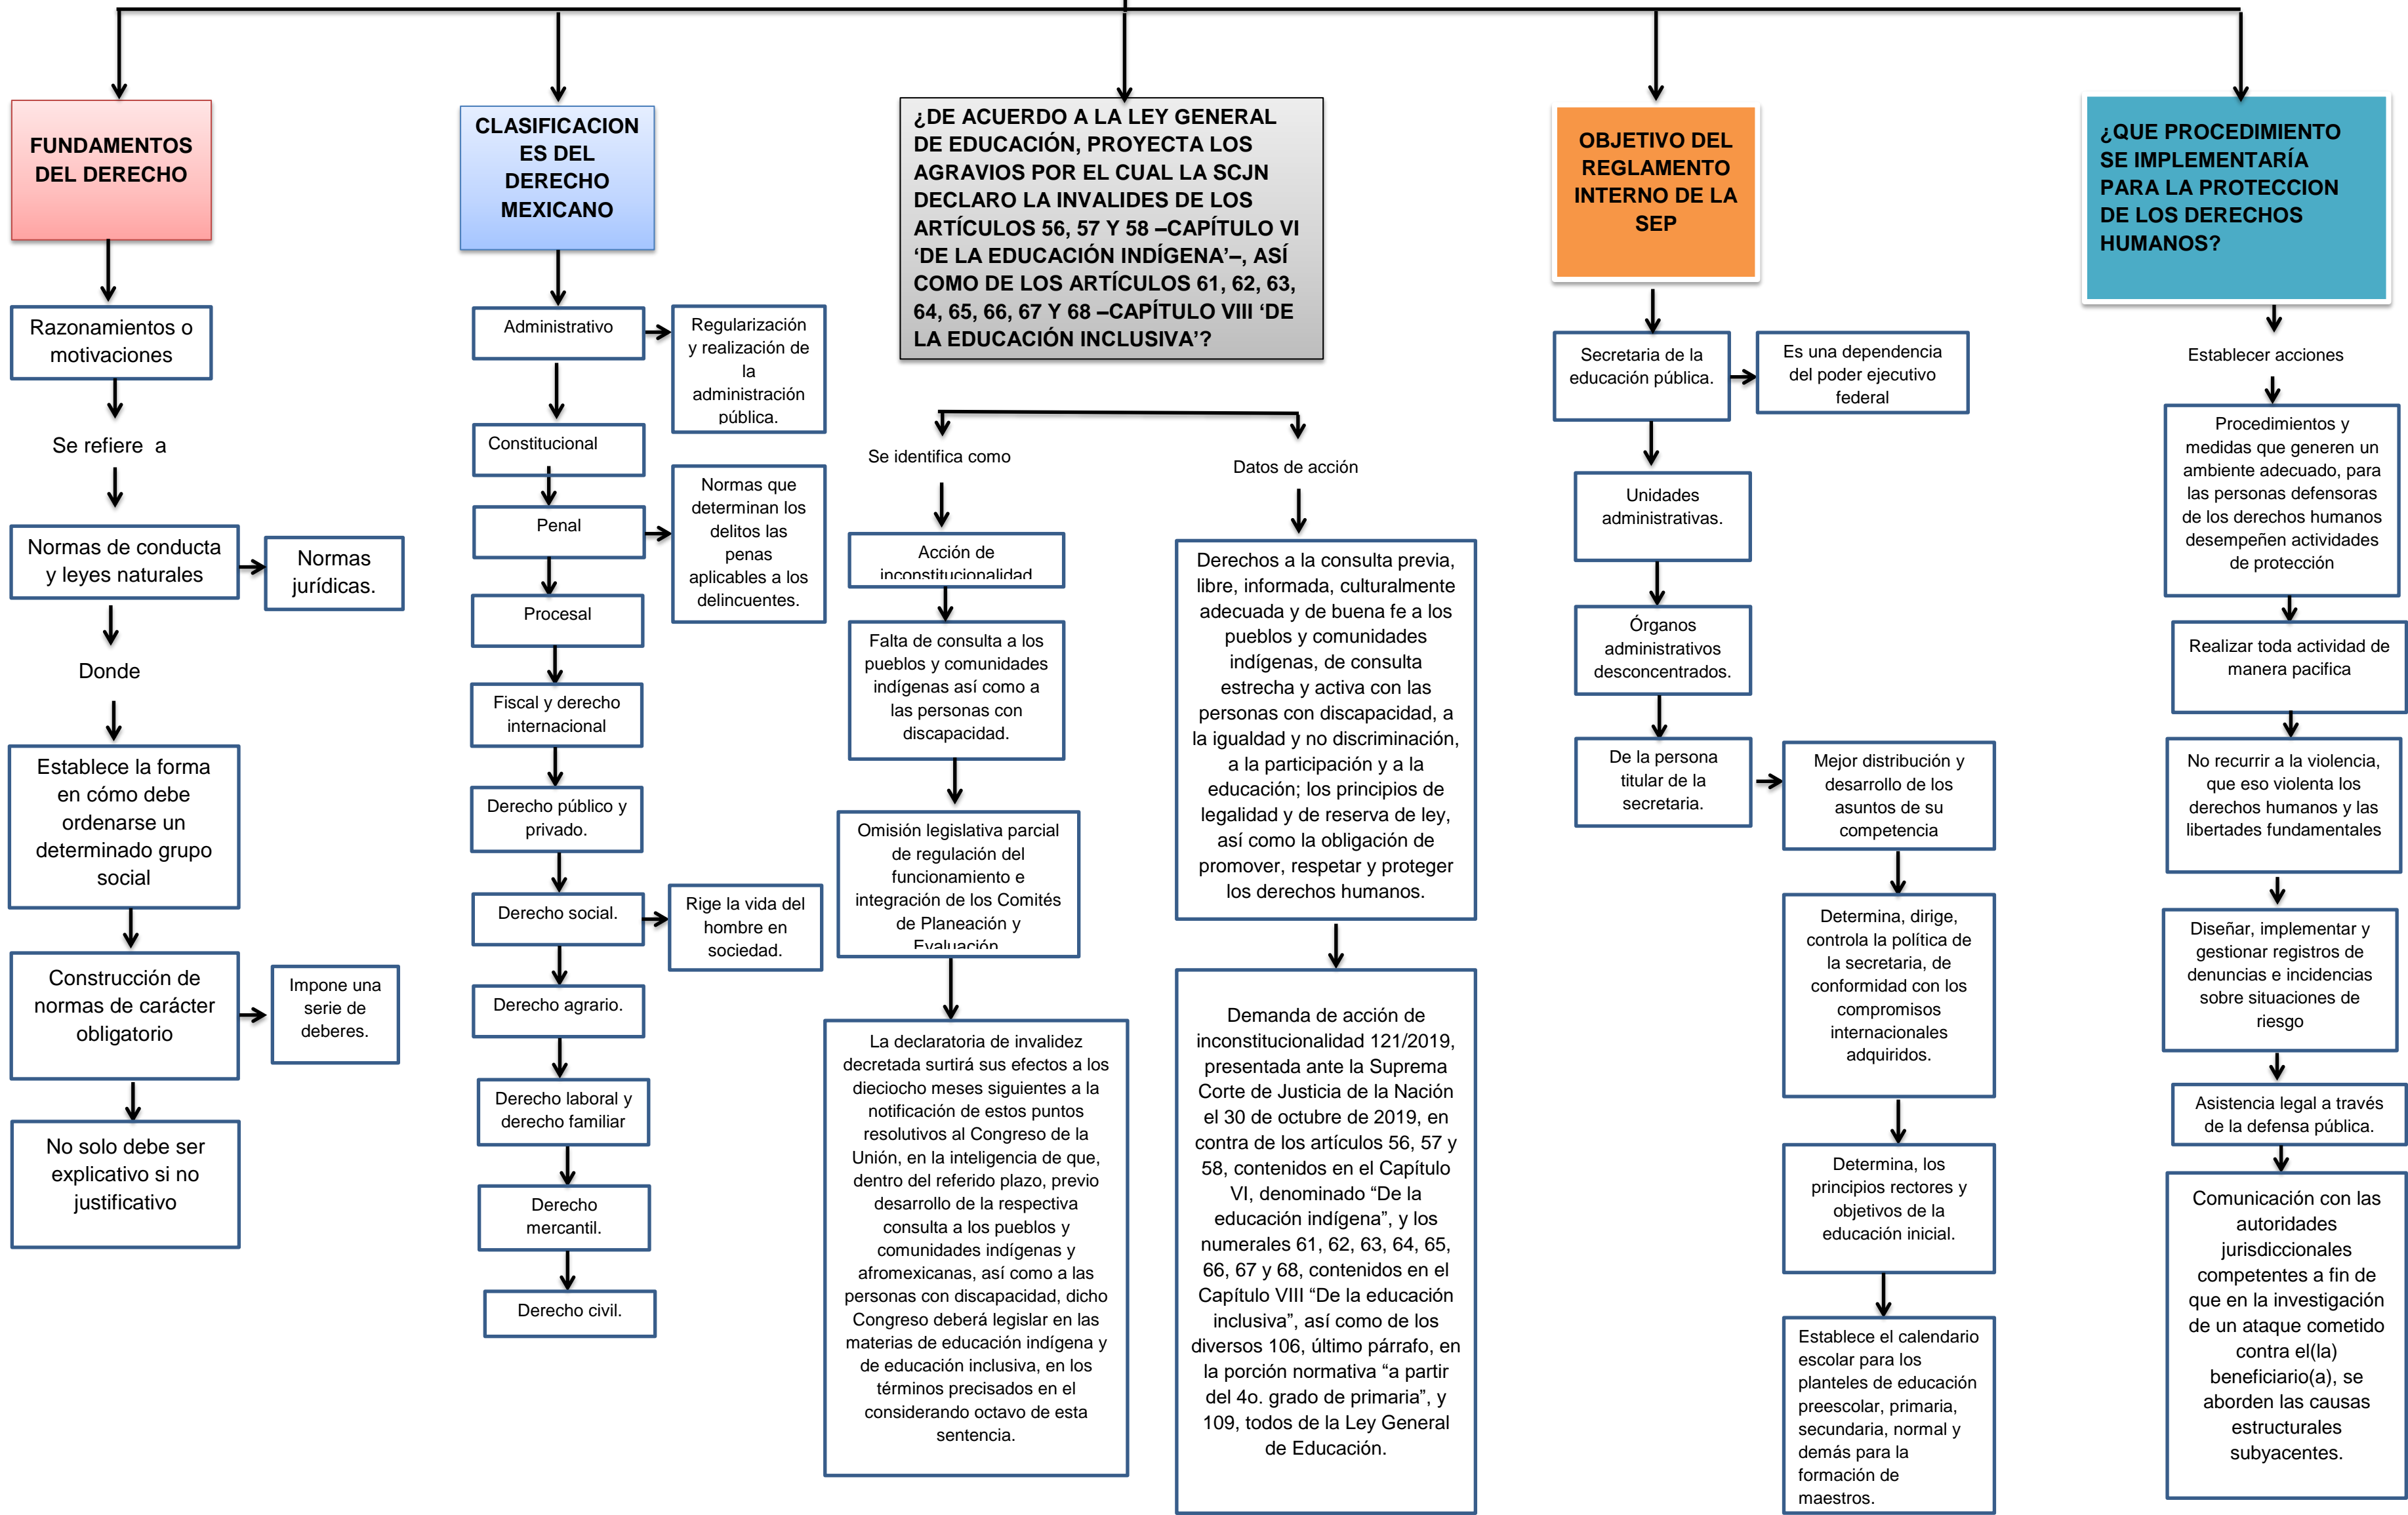 FUNDAMENTOS
DEL DERECHO
Razonamientos o
motivaciones
Se refiere a
Normas de conducta
y leyes naturales
Normas
jurídicas.
Donde
Establece la forma
en cómo debe
ordenarse un
determinado grupo
social
Construcción de
normas de carácter
obligatorio
Impone una
serie de
deberes.
No solo debe ser
explicativo si no
justificativo
CLASIFICACION
ES DEL
DERECHO
MEXICANO
Administrativo
Regularización
y realización de
la
administración
pública.
Constitucional
Penal
Normas que
determinan los
delitos las
penas
aplicables a los
delincuentes.
Procesal
Fiscal y derecho
internacional
Derecho público y
privado.
Derecho social.
Rige la vida del
hombre en
sociedad.
Derecho agrario.
Derecho laboral y
derecho familiar
Derecho
mercantil.
Derecho civil.
¿DE ACUERDO A LA LEY GENERAL
DE EDUCACIÓN, PROYECTA LOS
AGRAVIOS POR EL CUAL LA SCJN
DECLARO LA INVALIDES DE LOS
ARTÍCULOS 56, 57 Y 58 –CAPÍTULO VI
‘DE LA EDUCACIÓN INDÍGENA’–, ASÍ
COMO DE LOS ARTÍCULOS 61, 62, 63,
64, 65, 66, 67 Y 68 –CAPÍTULO VIII ‘DE
LA EDUCACIÓN INCLUSIVA’?
Se identifica como
Acción de
inconstitucionalidad
Falta de consulta a los
pueblos y comunidades
indígenas así como a
las personas con
discapacidad.
Omisión legislativa parcial
de regulación del
funcionamiento e
integración de los Comités
de Planeación y
Evaluación
La declaratoria de invalidez
decretada surtirá sus efectos a los
dieciocho meses siguientes a la
notificación de estos puntos
resolutivos al Congreso de la
Unión, en la inteligencia de que,
dentro del referido plazo, previo
desarrollo de la respectiva
consulta a los pueblos y
comunidades indígenas y
afromexicanas, así como a las
personas con discapacidad, dicho
Congreso deberá legislar en las
materias de educación indígena y
de educación inclusiva, en los
términos precisados en el
considerando octavo de esta
sentencia.
Datos de acción
Derechos a la consulta previa,
libre, informada, culturalmente
adecuada y de buena fe a los
pueblos y comunidades
indígenas, de consulta
estrecha y activa con las
personas con discapacidad, a
la igualdad y no discriminación,
a la participación y a la
educación; los principios de
legalidad y de reserva de ley,
así como la obligación de
promover, respetar y proteger
los derechos humanos.
Demanda de acción de
inconstitucionalidad 121/2019,
presentada ante la Suprema
Corte de Justicia de la Nación
el 30 de octubre de 2019, en
contra de los artículos 56, 57 y
58, contenidos en el Capítulo
VI, denominado “De la
educación indígena”, y los
numerales 61, 62, 63, 64, 65,
66, 67 y 68, contenidos en el
Capítulo VIII “De la educación
inclusiva”, así como de los
diversos 106, último párrafo, en
la porción normativa “a partir
del 4o. grado de primaria”, y
109, todos de la Ley General
de Educación.
OBJETIVO DEL
REGLAMENTO
INTERNO DE LA
SEP
Secretaria de la
educación pública.
Es una dependencia
del poder ejecutivo
federal
Unidades
administrativas.
Órganos
administrativos
desconcentrados.
De la persona
titular de la
secretaria.
Mejor distribución y
desarrollo de los
asuntos de su
competencia
Determina, dirige,
controla la política de
la secretaria, de
conformidad con los
compromisos
internacionales
adquiridos.
Determina, los
principios rectores y
objetivos de la
educación inicial.
Establece el calendario
escolar para los
planteles de educación
preescolar, primaria,
secundaria, normal y
demás para la
formación de
maestros.
¿QUE PROCEDIMIENTO
SE IMPLEMENTARÍA
PARA LA PROTECCION
DE LOS DERECHOS
HUMANOS?
Establecer acciones
Procedimientos y
medidas que generen un
ambiente adecuado, para
las personas defensoras
de los derechos humanos
desempeñen actividades
de protección
Realizar toda actividad de
manera pacifica
No recurrir a la violencia,
que eso violenta los
derechos humanos y las
libertades fundamentales
Diseñar, implementar y
gestionar registros de
denuncias e incidencias
sobre situaciones de
riesgo
Asistencia legal a través
de la defensa pública.
Comunicación con las
autoridades
jurisdiccionales
competentes a fin de
que en la investigación
de un ataque cometido
contra el(la)
beneficiario(a), se
aborden las causas
estructurales
subyacentes.